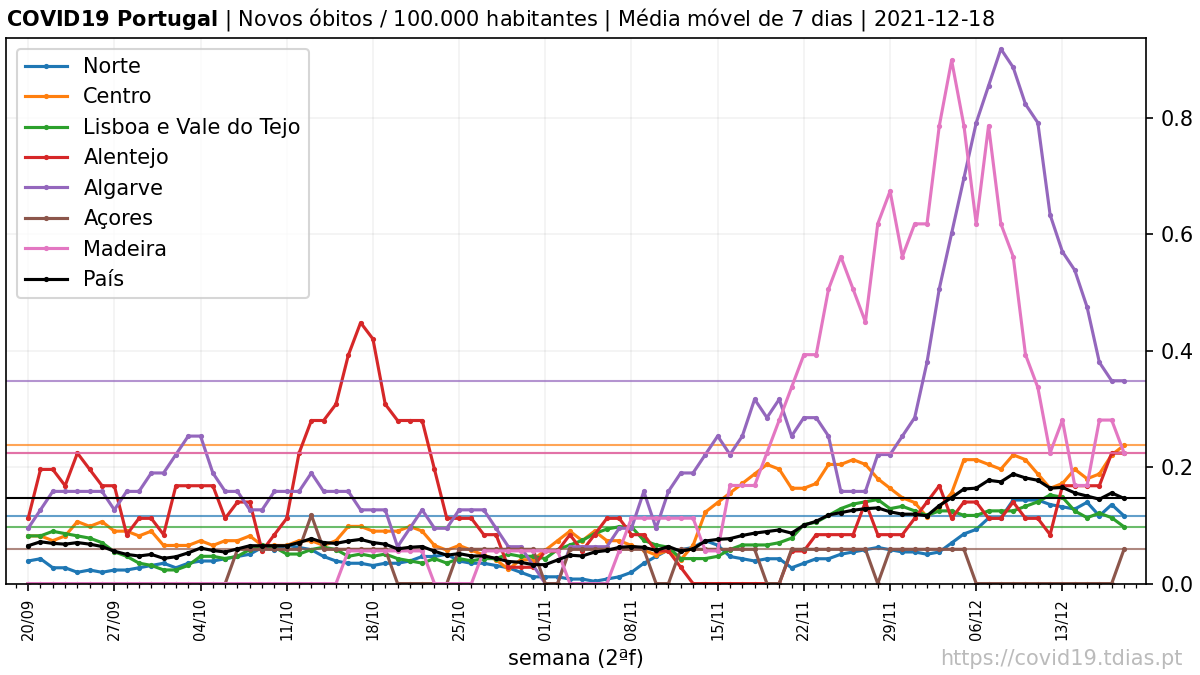 COVID19 Portugal | Novos óbitos / 100.000 habitantes | Média móvel de 7 dias | 2021-12-18
Norte
Centro
Lisboa e Vale do Tejo
Alentejo
Algarve
Açores
Madeira
País
0.8
0.6
0.4
0.2
0.0
20/09
27/09
04/10
11/10
18/10
25/10
01/11
08/11
15/11
22/11
29/11
06/12
13/12
semana (2ªf)
https://covid19.tdias.pt